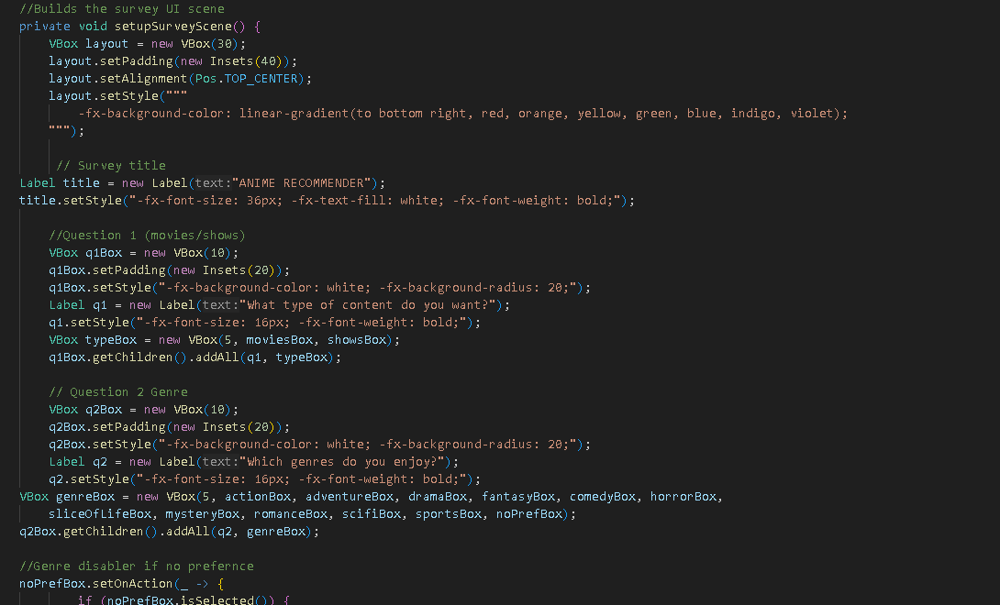 //Builds the survey UI scene
private void setupSurveyScene() {
VBox layout = new VBox(30);
layout.setPadding(new Insets(40));
layout.setAlignment(Pos.TOP_CENTER);
layout.setStyle("""
-fx-background-color: linear-gradient(to bottom right, red, orange, yellow, green, blue, indigo, violet);
""");
// Survey title
Label title = new Label(text:"ANIME RECOMMENDER");
title.setStyle("-fx-font-size: 36px; -fx-text-fill: white; -fx-font-weight: bold;");
//Question 1 (movies/shows)
VBox q1Box = new VBox(10);
q1Box.setPadding(new Insets(20));
q1Box.setStyle("-fx-background-color: white; -fx-background-radius: 20;");
Label q1 = new Label(text:"What type of content do you want?");
q1.setStyle("-fx-font-size: 16px; -fx-font-weight: bold;");
VBox typeBox = new VBox(5, moviesBox, showsBox);
q1Box.getChildren().addAll(q1, typeBox);
// Question 2 Genre
VBox q2Box = new VBox(10);
q2Box.setPadding(new Insets(20));
q2Box.setStyle("-fx-background-color: white; -fx-background-radius: 20;");
Label q2 = new Label(text:"Which genres do you enjoy?");
q2.setStyle("-fx-font-size: 16px; -fx-font-weight: bold;");
VBox genreBox = new VBox(5, actionBox, adventureBox, dramaBox, fantasyBox, comedyBox, horrorBox,
sliceOfLifeBox, mysteryBox, romanceBox, scifiBox, sportsBox, noPrefBox);
q2Box.getChildren().addAll(q2, genreBox);
//Genre disabler if no prefernce
noPrefBox.setOnAction(_ -> {
if (noPrefBox.isSelected()) {